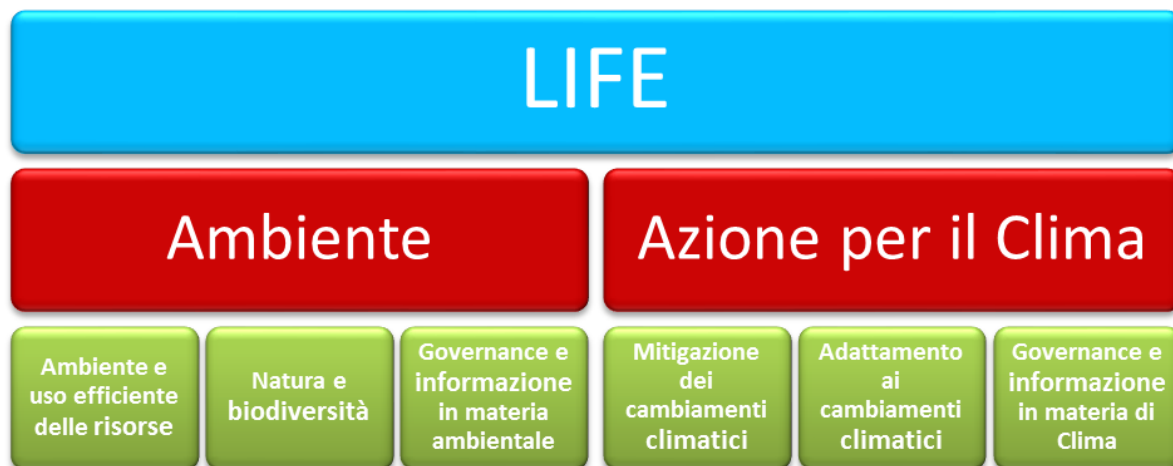 LIFE
Ambiente
Azione per il Clima
Ambiente e
uso efficiente
delle risorse
Natura e
biodiversità
Governance e
informazione
in materia
ambientale
Mitigazione
dei
cambiamenti
climatici
Adattamento
ai
cambiamenti
climatici
Governance e
informazione
in materia di
Clima